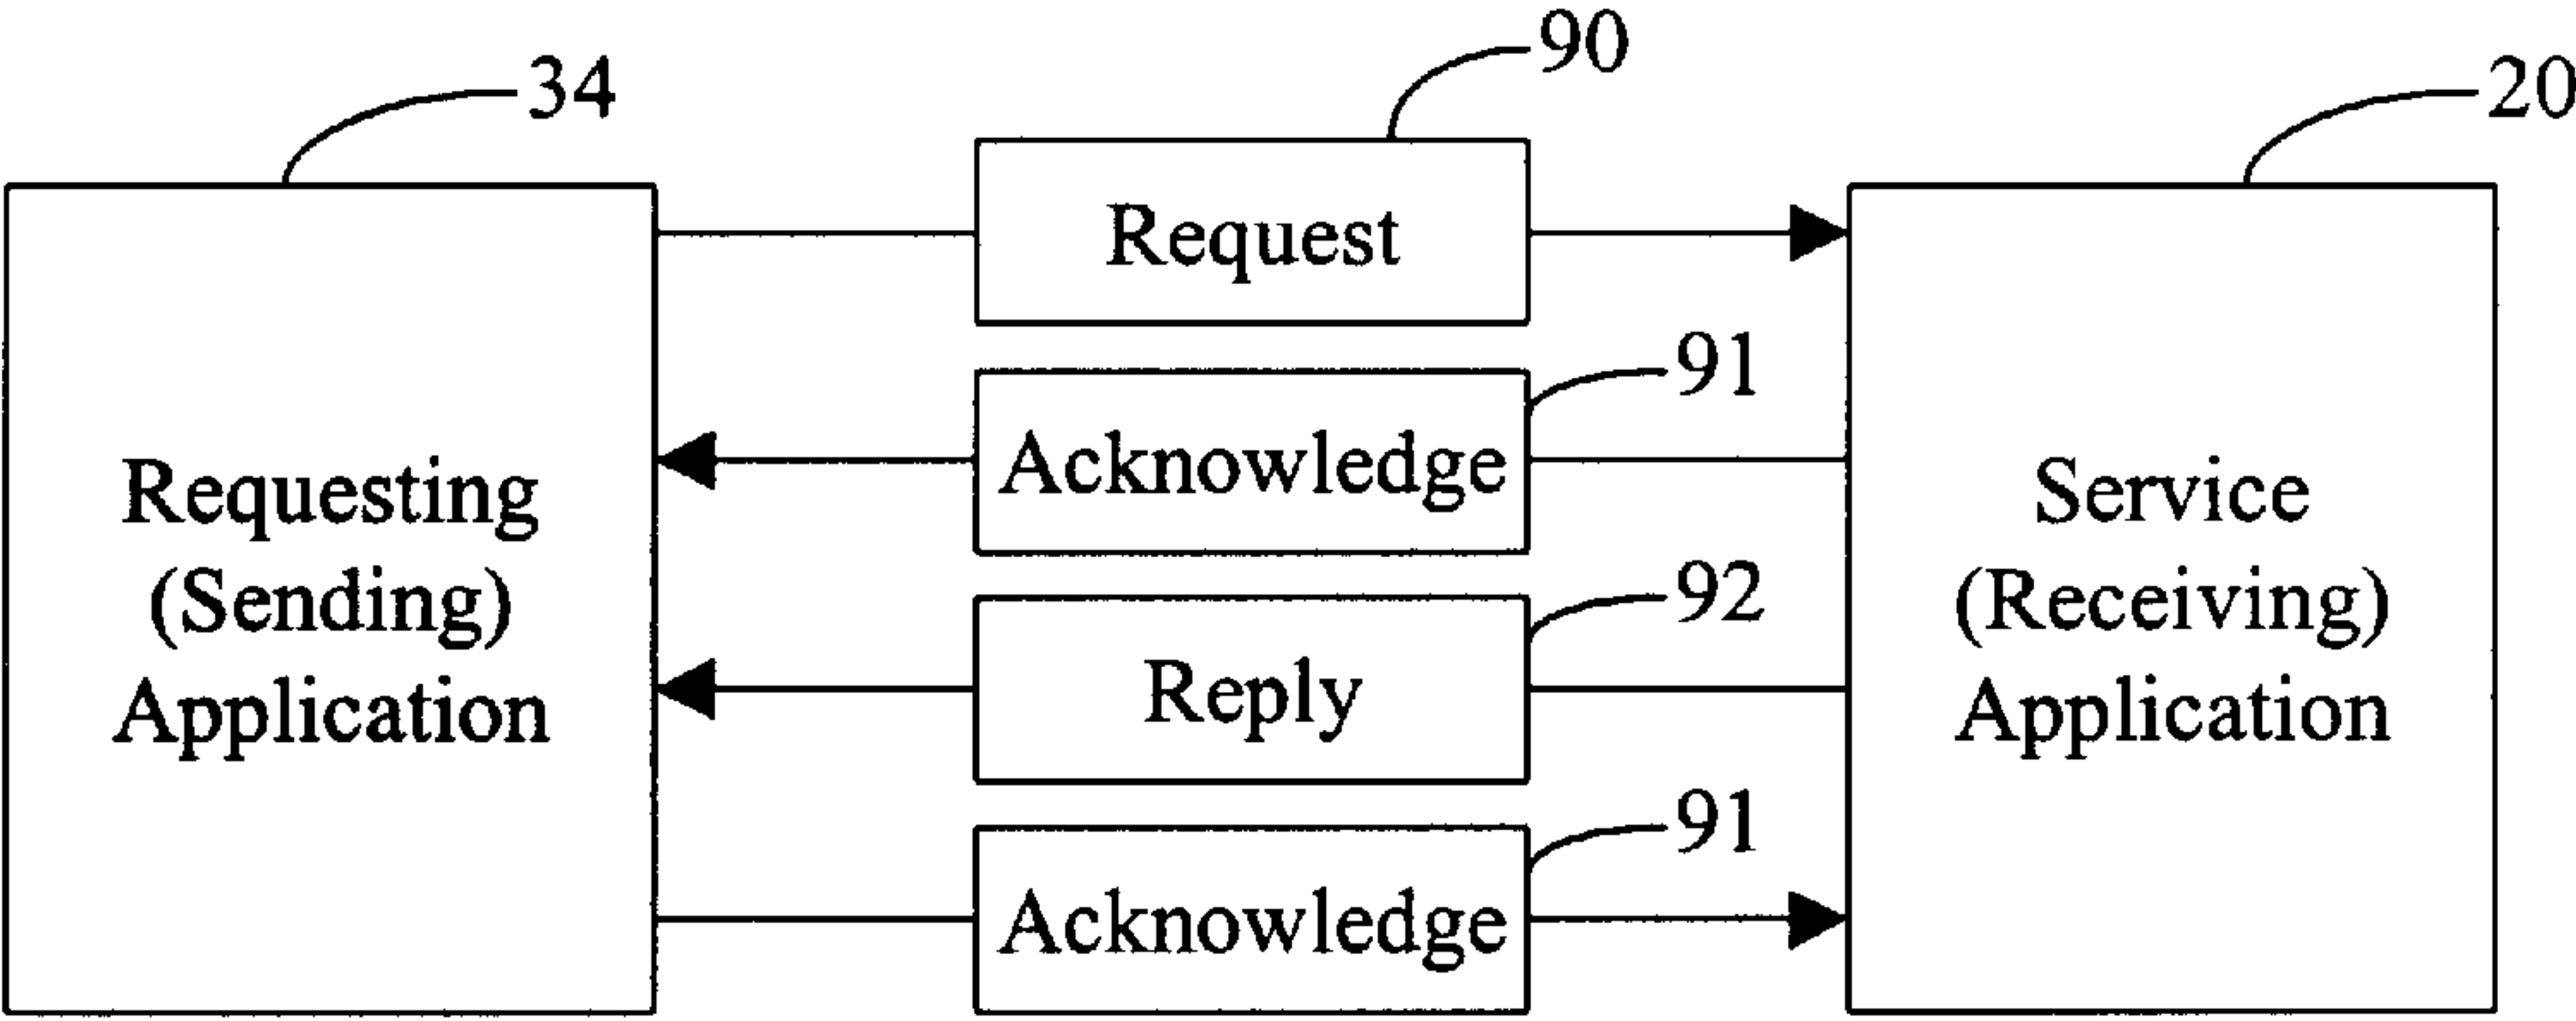 34
90
20
Request
91
Acknowledge
Requesting
(Sending)
Application
92
Reply
Service
(Receiving)
Application
91
Acknowledge